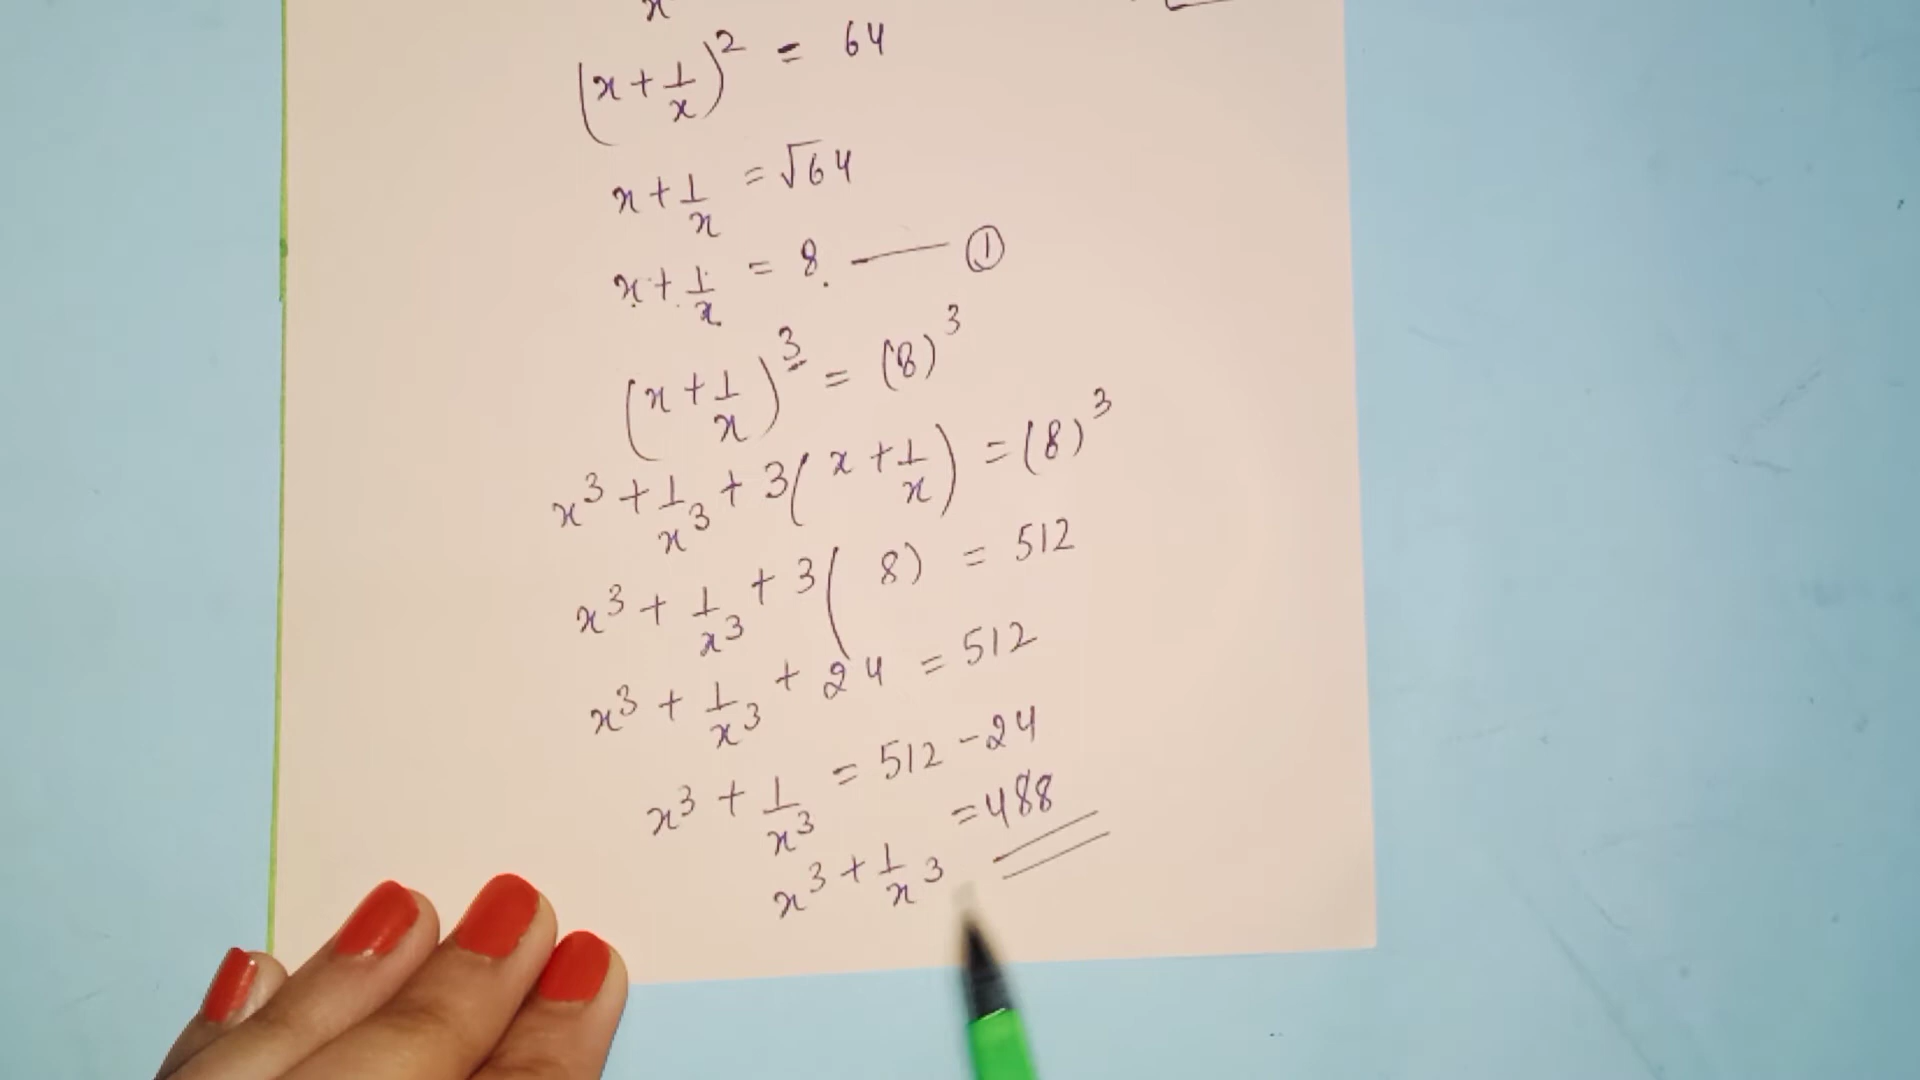 x
(x + 1/x)² = 64
x + 1/x = √64
x + 1/x = 8. —— ①
(x + 1/x)³ = (8)³
x³ + 1/x³ + 3(x + 1/x) = (8)³
x³ + 1/x³ + 3(8) = 512
x³ + 1/x³ + 24 = 512
x³ + 1/x³ = 512 - 24
= 488
x³ + 1/x³